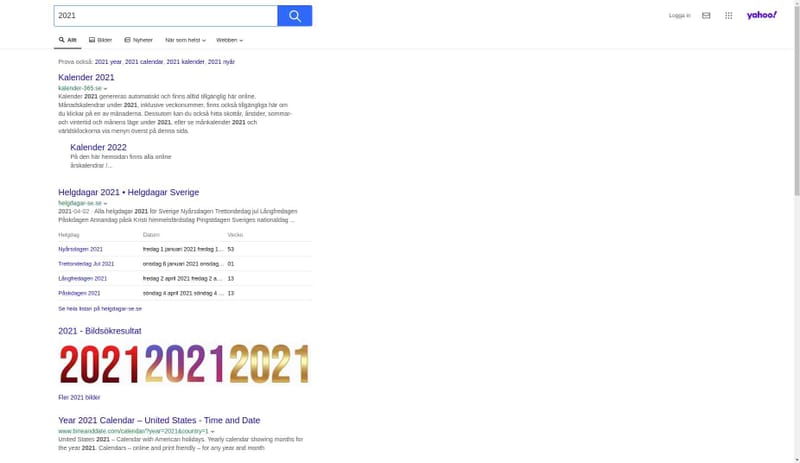 2021
Logga in
yahoo!
Allt
Bilder
Nyheter
När som helst
Webben
Prova också: 2021 year, 2021 calendar, 2021 kalender, 2021 nyår
Kalender 2021
kalender-365.se
Kalender 2021 genereras automatiskt och finns alltid tillgänglig här online.
Månadskalendrar under 2021, inklusive veckonummer, finns också tillgängliga här om
du klickar på en av månaderna. Dessutom kan du också hitta skottår, årstider, sommar-
och vintertid och månens läge under 2021, eller se månkalender 2021 och
världsklockorna via menyn överst på denna sida.
Kalender 2022
På den här hemsidan finns alla online
årskalendrar /...
Helgdagar 2021 • Helgdagar Sverige
helgdagar-se.se
2021-04-02 · Alla helgdagar 2021 för Sverige Nyårsdagen Trettondedag jul Långfredagen
Påskdagen Annandag påsk Kristi himmelsfärdsdag Pingstdagen Sveriges nationaldag ...
Helgdag Datum Vecko
Nyårsdagen 2021 fredag 1 januari 2021 fredag 1... 53
Trettondedag Jul 2021 onsdag 6 januari 2021 onsdag... 01
Långfredagen 2021 fredag 2 april 2021 fredag 2 a... 13
Påskdagen 2021 söndag 4 april 2021 söndag 4 ... 13
Se hela listan på helgdagar-se.se
2021 - Bildsökresultat
2021 2021 2021
Fler 2021 bilder
Year 2021 Calendar – United States - Time and Date
www.timeanddate.com/calendar/?year=2021&country=1
United States 2021 – Calendar with American holidays. Yearly calendar showing months for
the year 2021. Calendars – online and print friendly – for any year and month